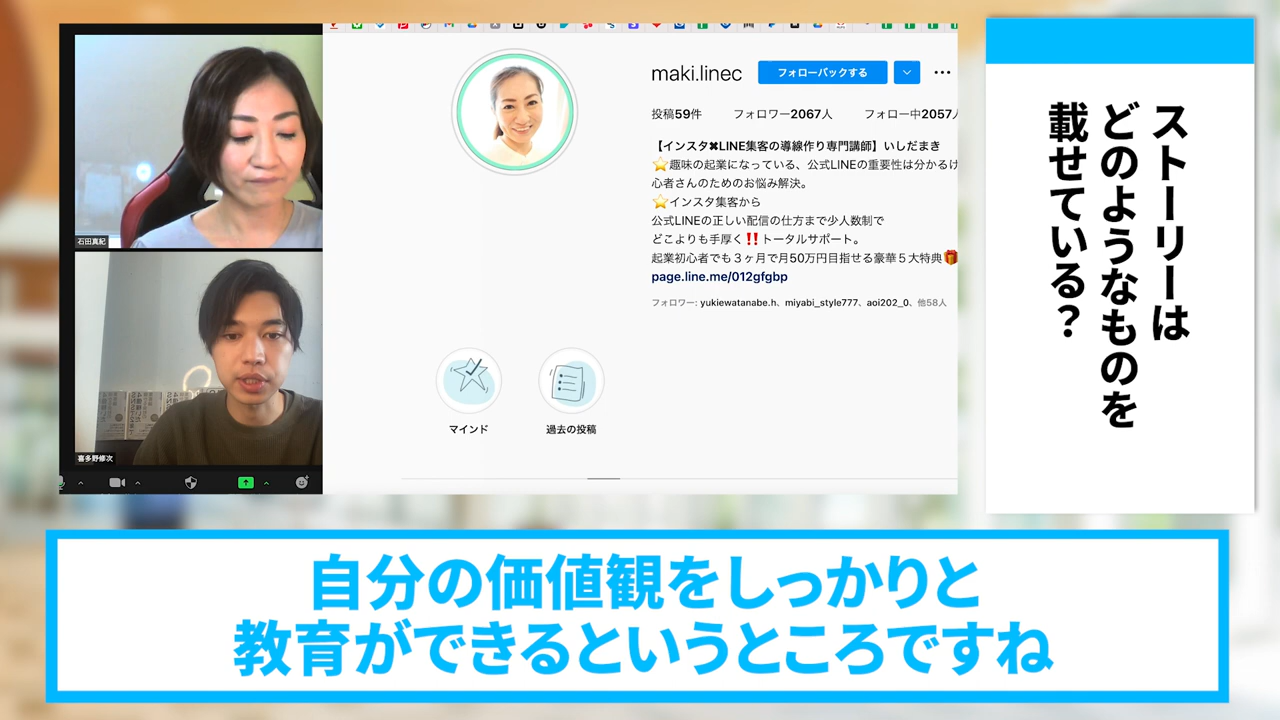 石田真紀
喜多野修次
maki.linec
フォローバックする
投稿59件 フォロワー2067人 フォロー中2057人
【インスタ✖LINE集客の導線作り専門講師】いしだまき
⭐趣味の起業になっている、公式LINEの重要性は分かるけ
心者さんのためのお悩み解決。
⭐インスタ集客から
公式LINEの正しい配信の仕方まで少人数制で
どこよりも手厚く‼️トータルサポート。
起業初心者でも３ヶ月で月50万円目指せる豪華５大特典🎁
page.line.me/012gfgbp
フォロワー: yukiewatanabe.h、miyabi_style777、aoi202_0、他58人
マインド
過去の投稿
ストーリーは
どのようなものを
載せている？
自分の価値観をしっかりと
教育ができるというところですね